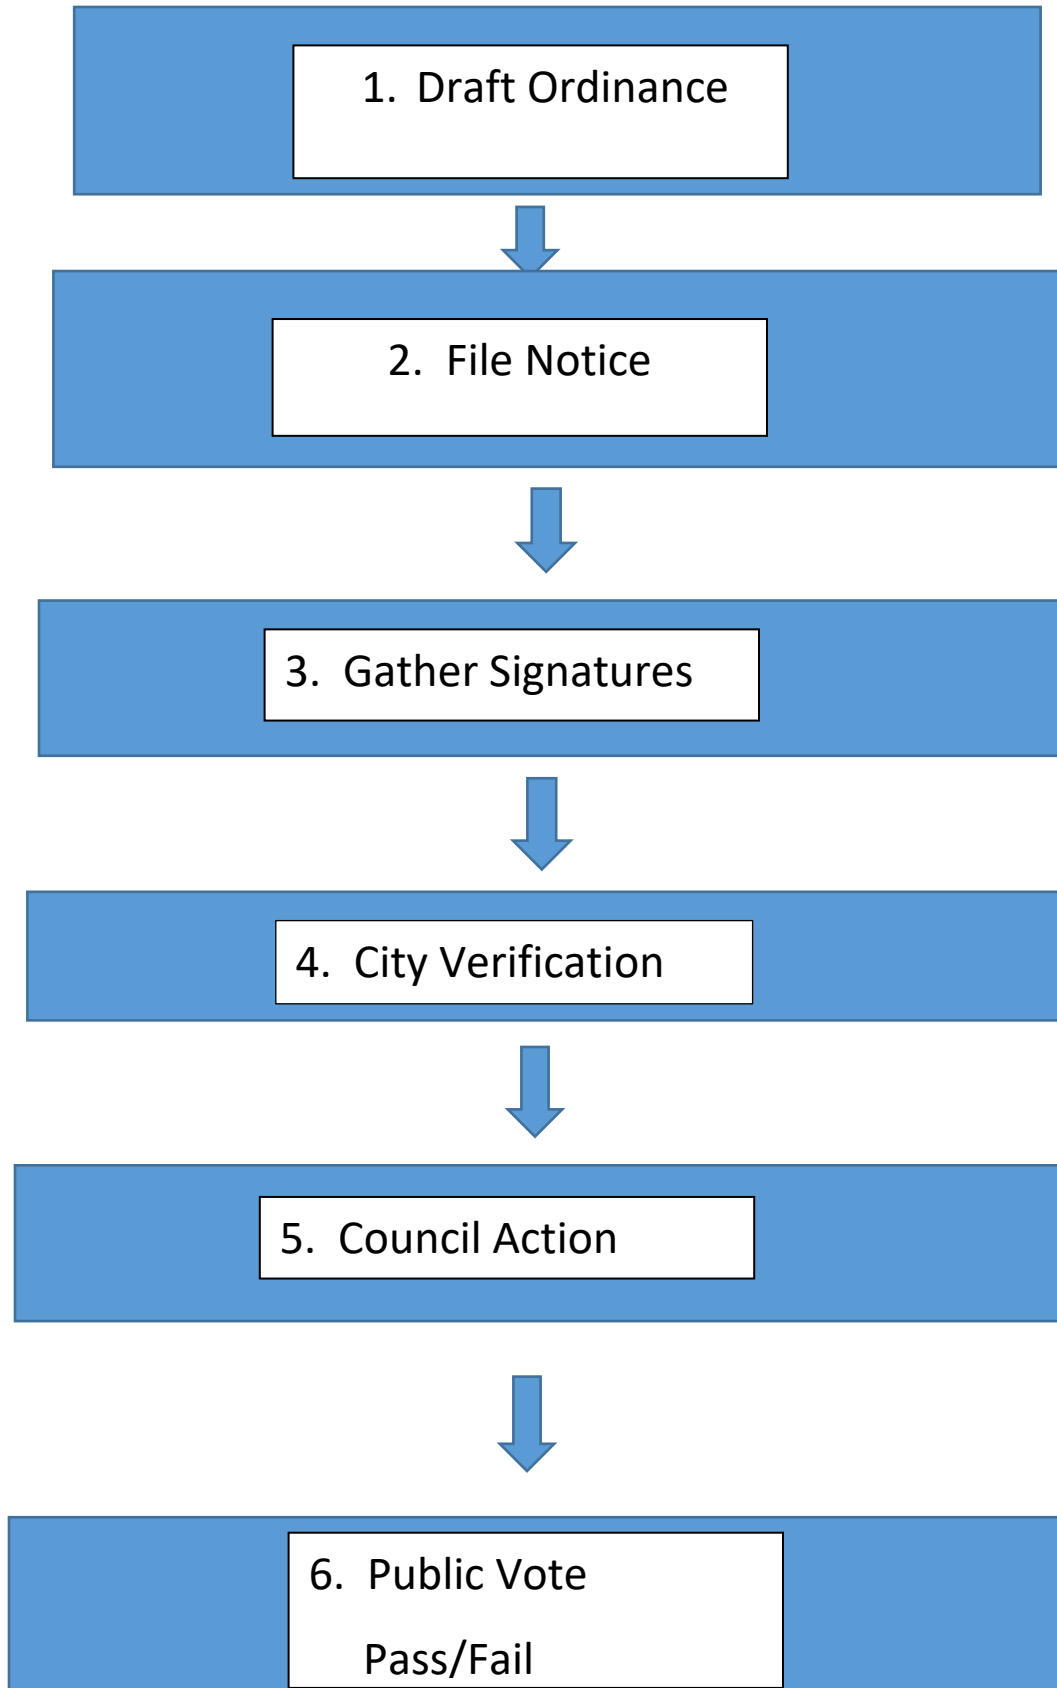 1. Draft Ordinance
2. File Notice
3. Gather Signatures
4. City Verification
5. Council Action
6. Public Vote
Pass/Fail